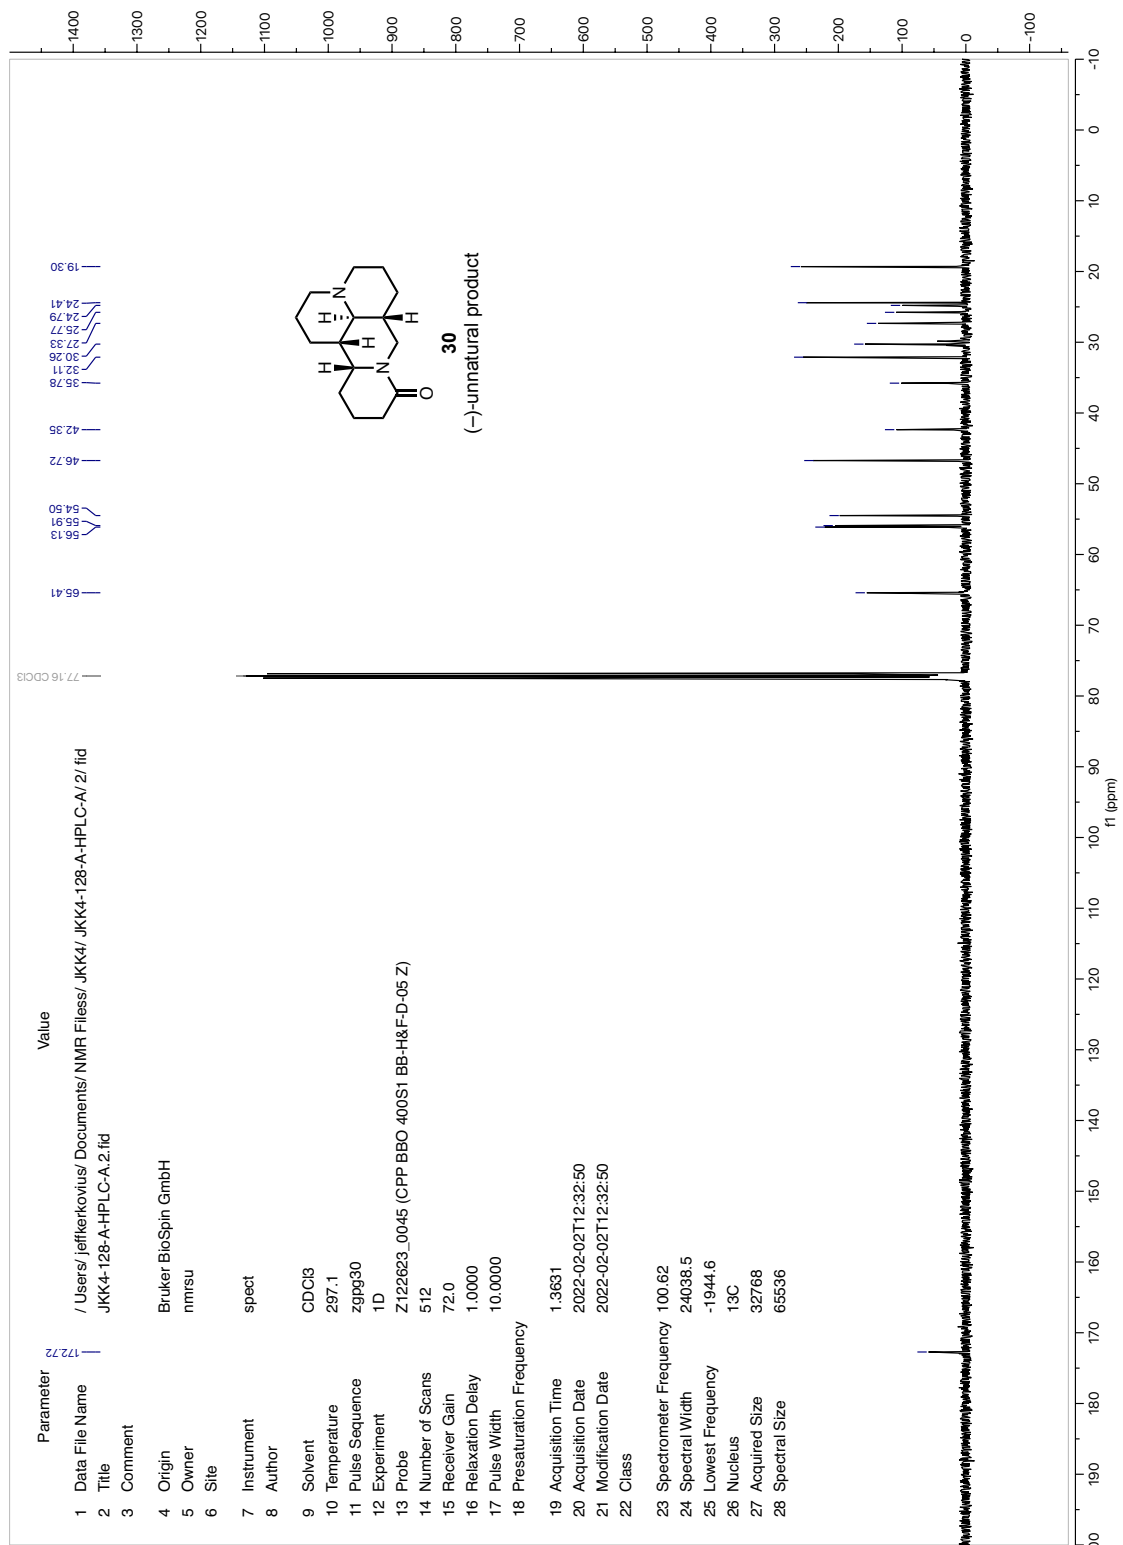 Parameter Value
1 Data File Name / Users/ jeffkerkovius/ Documents/ NMR Filess/ JKK4/ JKK4-128-A-HPLC-A/ 2/ fid
2 Title JKK4-128-A-HPLC-A.2.fid
3 Comment
4 Origin Bruker BioSpin GmbH
5 Owner nmrsu
6 Site
7 Instrument spect
8 Author
9 Solvent CDCl3
10 Temperature 297.1
11 Pulse Sequence zgpg30
12 Experiment 1D
13 Probe Z122623_0045 (CPP BBO 400S1 BB-H&F-D-05 Z)
14 Number of Scans 512
15 Receiver Gain 72.0
16 Relaxation Delay 1.0000
17 Pulse Width 10.0000
18 Presaturation Frequency
19 Acquisition Time 1.3631
20 Acquisition Date 2022-02-02T12:32:50
21 Modification Date 2022-02-02T12:32:50
22 Class
23 Spectrometer Frequency 100.62
24 Spectral Width 24038.5
25 Lowest Frequency -1944.6
26 Nucleus 13C
27 Acquired Size 32768
28 Spectral Size 65536
172.72
77.16 CDCl3
65.41
56.13
55.91
54.50
46.72
42.35
35.78
32.11
30.26
27.33
25.77
24.79
24.41
19.30
H
H
N
H
H
N
O
30
(−)-unnatural product
1400
1300
1200
1100
1000
900
800
700
600
500
400
300
200
100
0
-100
00 190 180 170 160 150 140 130 120 110 100 90 80 70 60 50 40 30 20 10 0 -10
f1 (ppm)